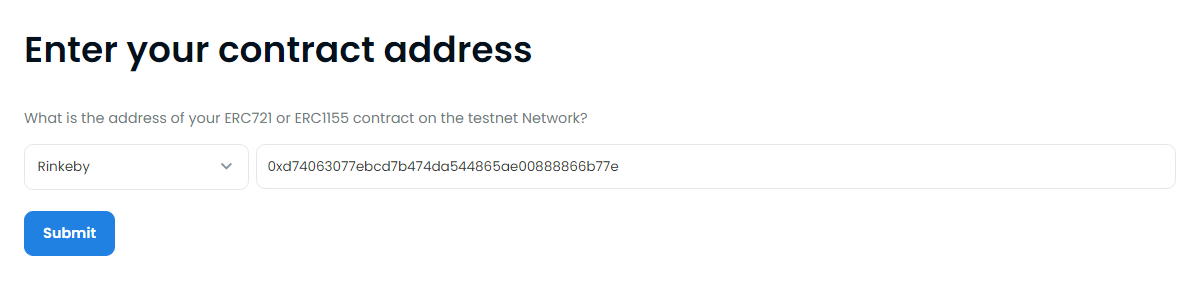 Enter your contract address
What is the address of your ERC721 or ERC1155 contract on the testnet Network?
Rinkeby
0xd74063077ebcd7b474da544865ae00888866b77e
Submit